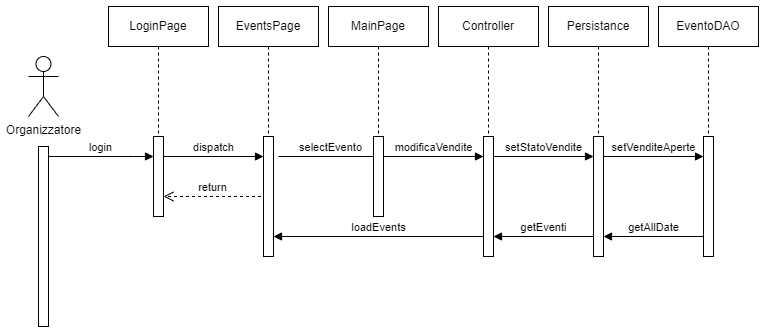 LoginPage
EventsPage
MainPage
Controller
Persistance
EventoDAO
Organizzatore
login
dispatch
selectEvento
modificaVendite
setStatoVendite
setVenditeAperte
return
loadEvents
getEventi
getAllDate